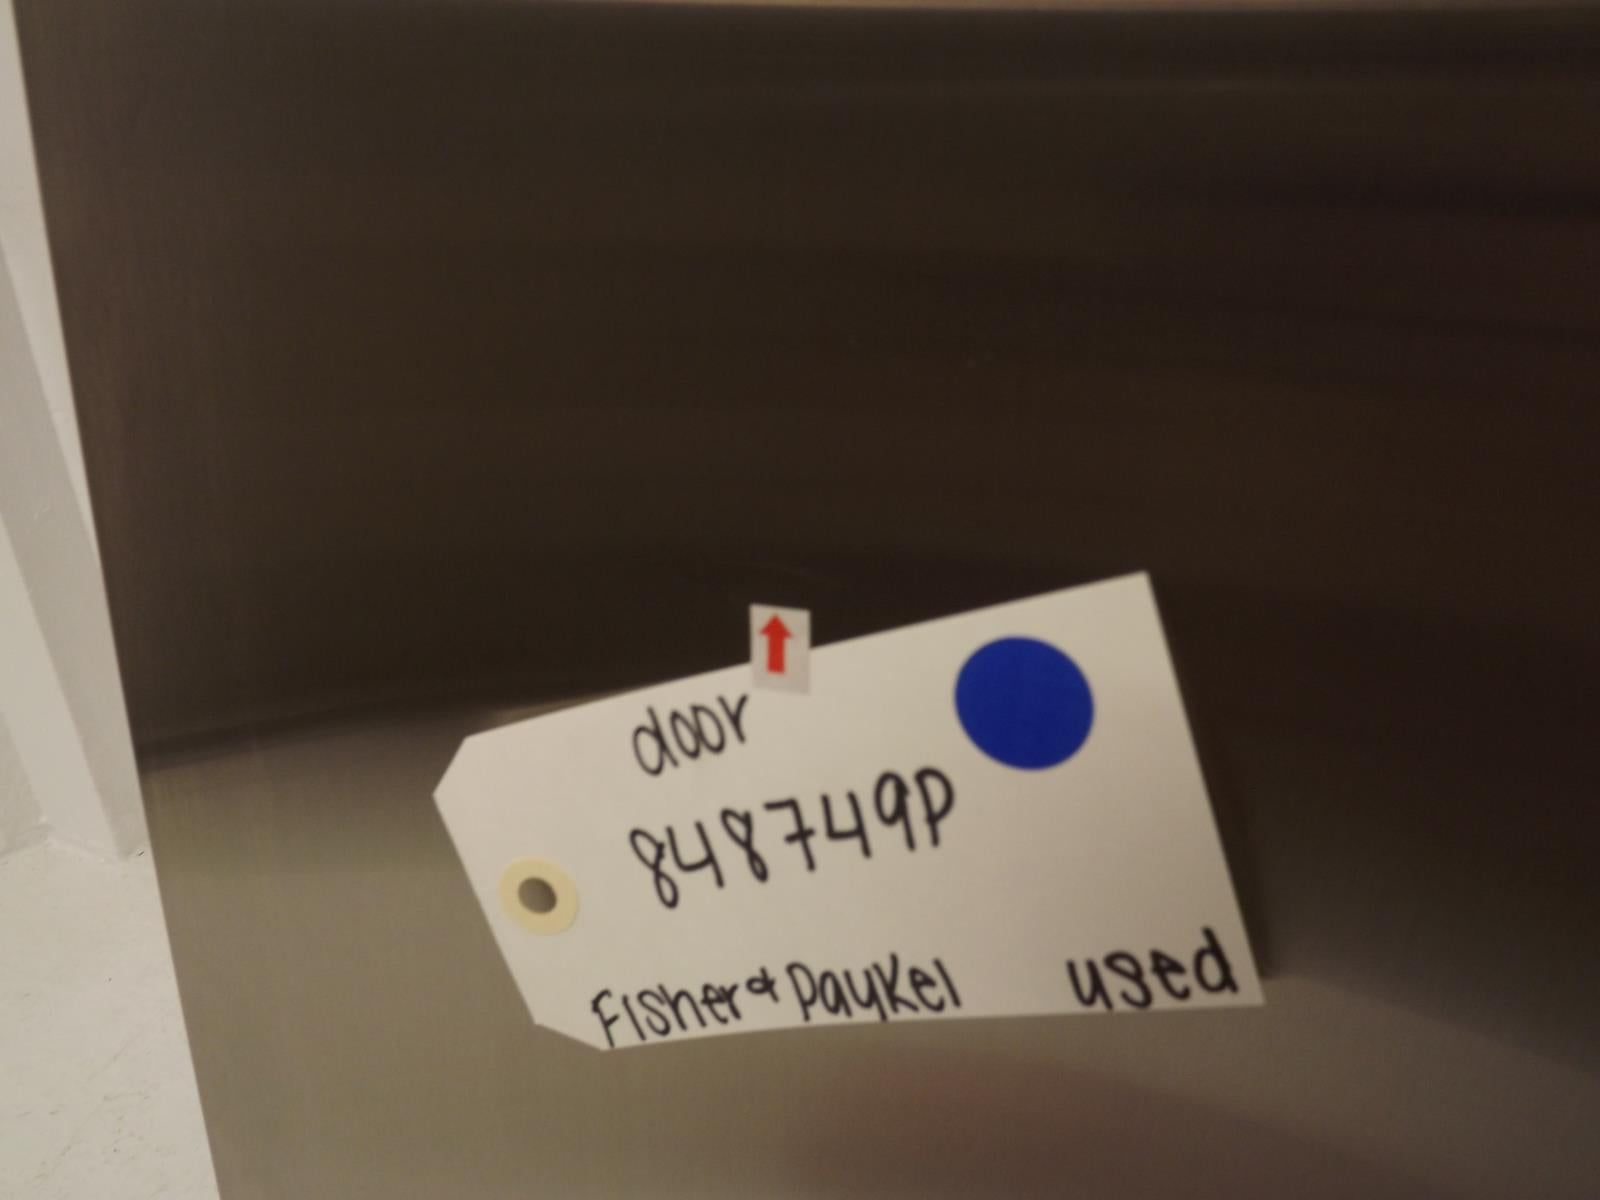 door
848749P
Fisher & Paykel used